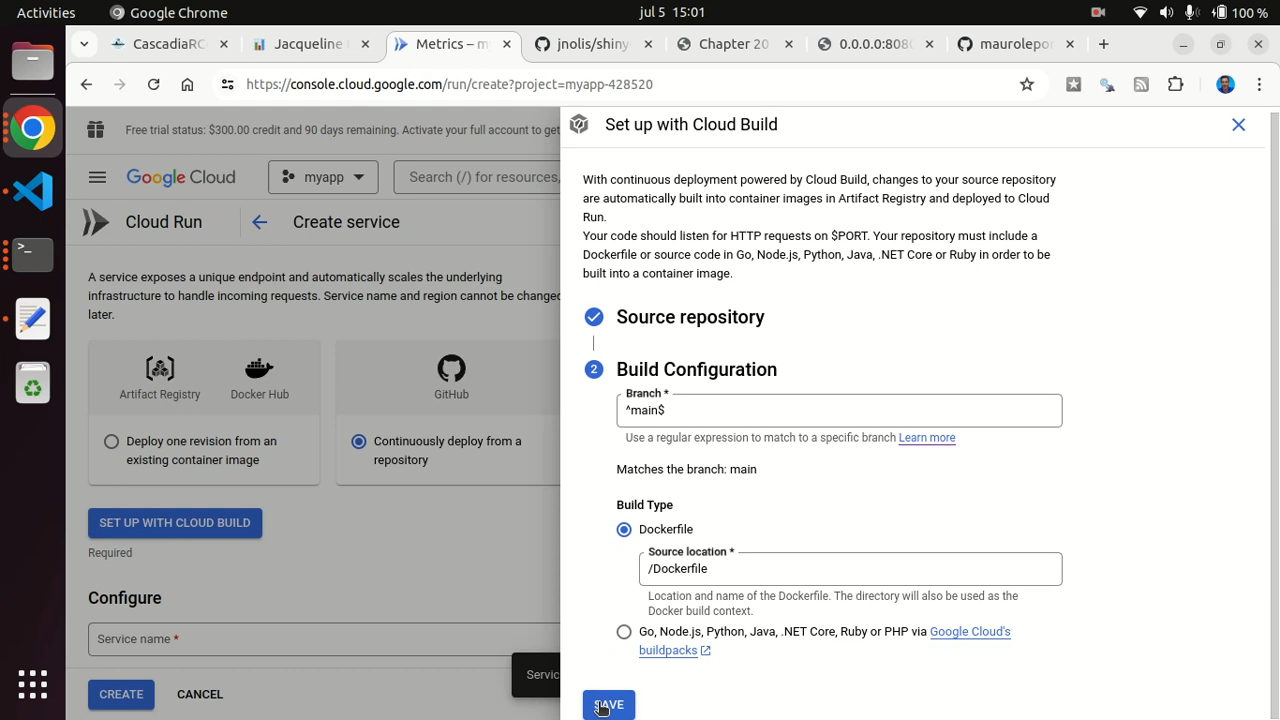 Activities
Google Chrome
jul 5 15:01
100 %
CascadiaRC
Jacqueline
Metrics – my
jnolis/shiny
Chapter 20
0.0.0.0:8080
maurolepor
https://console.cloud.google.com/run/create?project=myapp-428520
Free trial status: $300.00 credit and 90 days remaining. Activate your full account to get
Google Cloud
myapp
Search (/) for resources,
Cloud Run
Create service
A service exposes a unique endpoint and automatically scales the underlying
infrastructure to handle incoming requests. Service name and region cannot be changed
later.
Artifact Registry
Docker Hub
GitHub
Deploy one revision from an
existing container image
Continuously deploy from a
repository
SET UP WITH CLOUD BUILD
Required
Configure
Service name *
Servic
CREATE
CANCEL
Set up with Cloud Build
With continuous deployment powered by Cloud Build, changes to your source repository
are automatically built into container images in Artifact Registry and deployed to Cloud
Run.
Your code should listen for HTTP requests on $PORT. Your repository must include a
Dockerfile or source code in Go, Node.js, Python, Java, .NET Core or Ruby in order to be
built into a container image.
Source repository
2
Build Configuration
Branch *
^main$
Use a regular expression to match to a specific branch Learn more
Matches the branch: main
Build Type
Dockerfile
Source location *
/Dockerfile
Location and name of the Dockerfile. The directory will also be used as the
Docker build context.
Go, Node.js, Python, Java, .NET Core, Ruby or PHP via Google Cloud's
buildpacks
SAVE